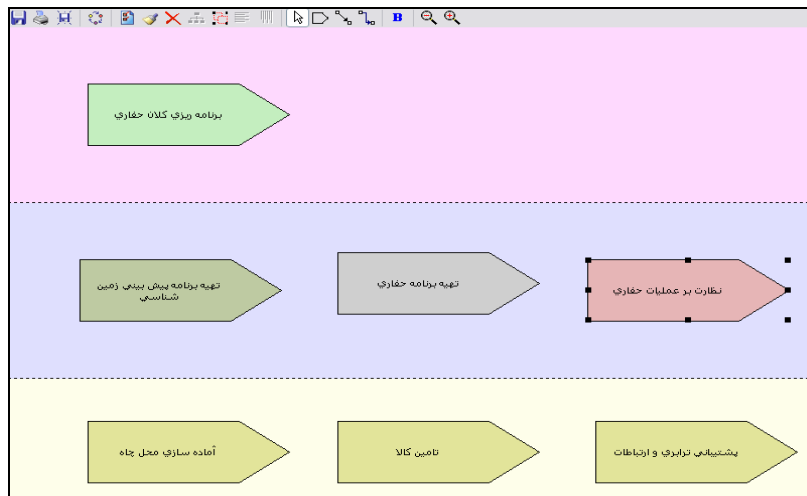 B
برنامه ريزي كلان حفاري
تهيه برنامه پيش بيني زمين
شناسي
تهيه برنامه حفاري
نظارت بر عمليات حفاري
آماده سازي محل چاه
تامين كالا
پشتيباني ترابري و ارتباطات